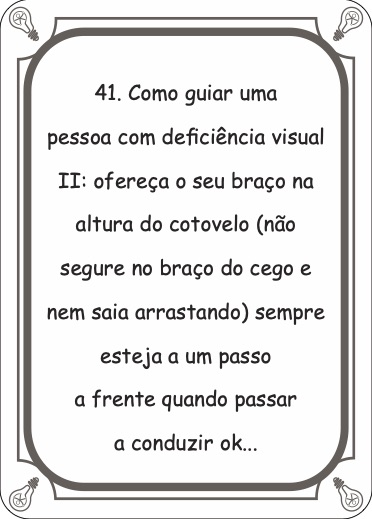 41. Como guiar uma
pessoa com deficiência visual
II: ofereça o seu braço na
altura do cotovelo (não
segure no braço do cego e
nem saia arrastando) sempre
esteja a um passo
a frente quando passar
a conduzir ok...